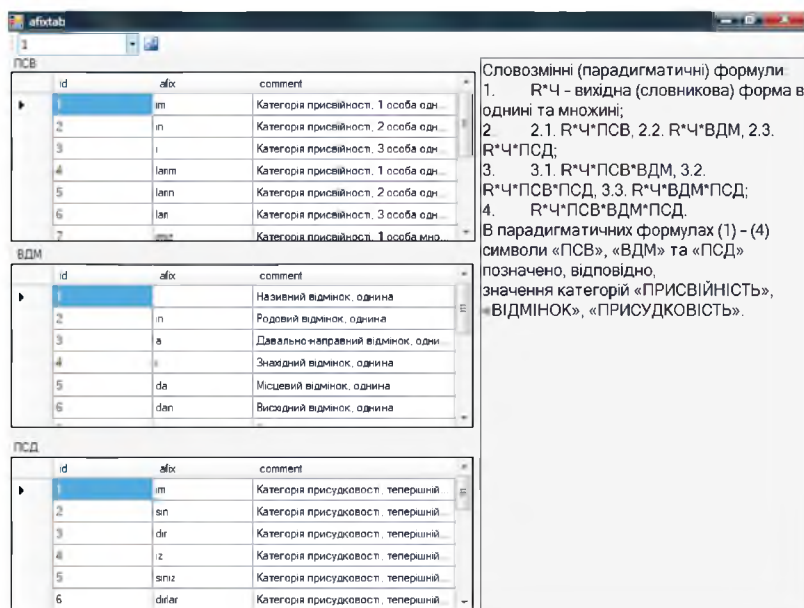 afixtab
1
ПСВ
id afix comment
1 im Категорія присвійності, 1 особа одн...
2 in Категорія присвійності, 2 особа одн...
3 i Категорія присвійності, 3 особа одн...
4 larım Категорія присвійності, 1 особа одн...
5 ların Категорія присвійності, 2 особа одн...
6 ları Категорія присвійності, 3 особа одн...
7 Категорія присвійності, 1 особа мно...
ВДМ
id afix comment
1 Називний відмінок, однина
2 ın Родовий відмінок, однина
3 a Давально-направний відмінок, одни...
4 Знахідний відмінок, однина
5 da Місцевий відмінок, однина
6 dan Висхідний відмінок, однина
ПСД
id afix comment
1 im Категорія присудковості, теперішній...
2 sın Категорія присудковості, теперішній...
3 dır Категорія присудковості, теперішній...
4 ız Категорія присудковості, теперішній...
5 sınız Категорія присудковості, теперішній...
6 dırlar Категорія присудковості, теперішній...
Словозмінні (парадигматичні) формули
1. R*Ч – вихідна (словникова) форма в
однині та множині;
2 2.1. R*Ч*ПСВ, 2.2. R*Ч*ВДМ, 2.3.
R*Ч*ПСД;
3. 3.1. R*Ч*ПСВ*ВДМ, 3.2.
R*Ч*ПСВ*ПСД, 3.3. R*Ч*ВДМ*ПСД;
4. R*Ч*ПСВ*ВДМ*ПСД.
В парадигматичних формулах (1) – (4)
символи «ПСВ», «ВДМ» та «ПСД»
позначено, відповідно,
значення категорій «ПРИСВІЙНІСТЬ»,
«ВІДМІНОК», «ПРИСУДКОВІСТЬ».